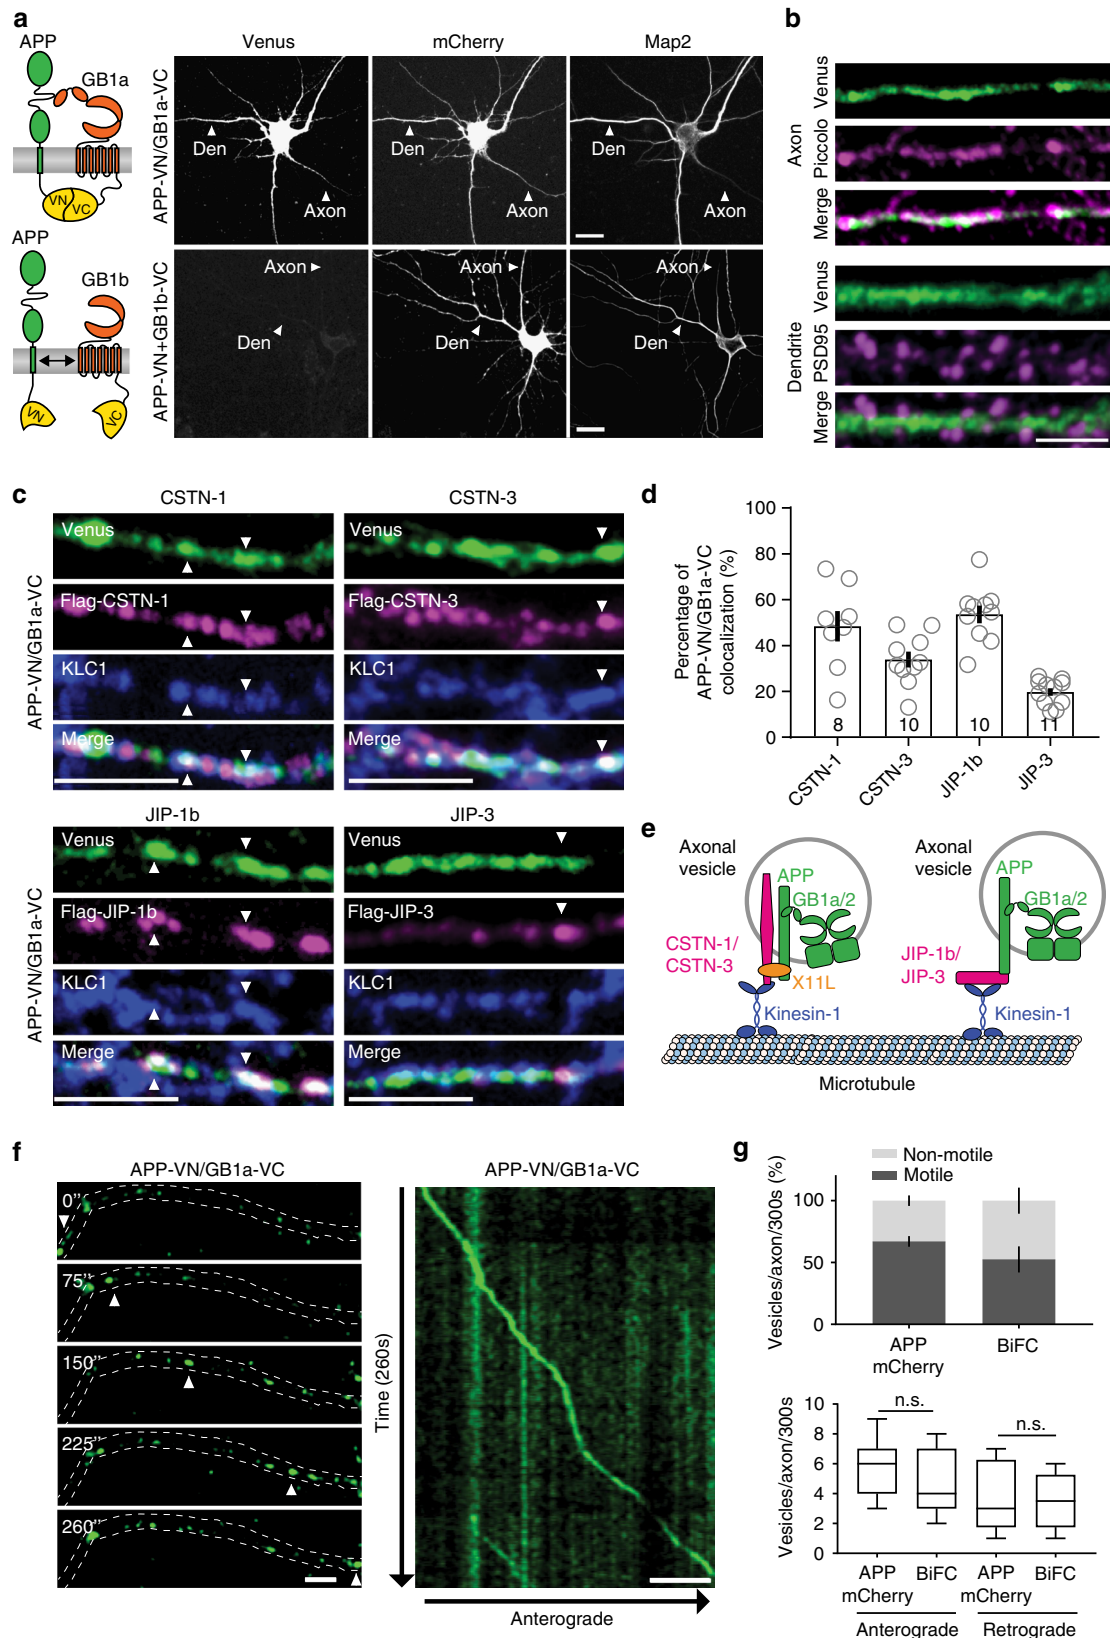 a
APP
GB1a
VN
VC
APP
GB1b
VN
VC
Venus
mCherry
Map2
APP-VN/GB1a-VC
Den
Axon
Den
Axon
Den
Axon
APP-VN+GB1b-VC
Axon
Den
Axon
Den
Axon
Den
b
Axon
Venus
Piccolo
Merge
Dendrite
Venus
PSD95
Merge
c
CSTN-1
CSTN-3
APP-VN/GB1a-VC
Venus
Flag-CSTN-1
KLC1
Merge
Venus
Flag-CSTN-3
KLC1
Merge
JIP-1b
JIP-3
APP-VN/GB1a-VC
Venus
Flag-JIP-1b
KLC1
Merge
Venus
Flag-JIP-3
KLC1
Merge
d
Percentage of
APP-VN/GB1a-VC
colocalization (%)
100
80
60
40
20
0
8
10
10
11
CSTN-1
CSTN-3
JIP-1b
JIP-3
e
Axonal
vesicle
APP
GB1a/2
CSTN-1/
CSTN-3
X11L
Kinesin-1
Axonal
vesicle
APP
GB1a/2
JIP-1b/
JIP-3
Kinesin-1
Microtubule
f
APP-VN/GB1a-VC
0’’
75’’
150’’
225’’
260’’
APP-VN/GB1a-VC
Time (260s)
Anterograde
g
Non-motile
Motile
Vesicles/axon/300s (%)
100
50
0
APP
mCherry
BiFC
Vesicles/axon/300s
10
8
6
4
2
0
n.s.
n.s.
APP
mCherry
BiFC
APP
mCherry
BiFC
Anterograde
Retrograde